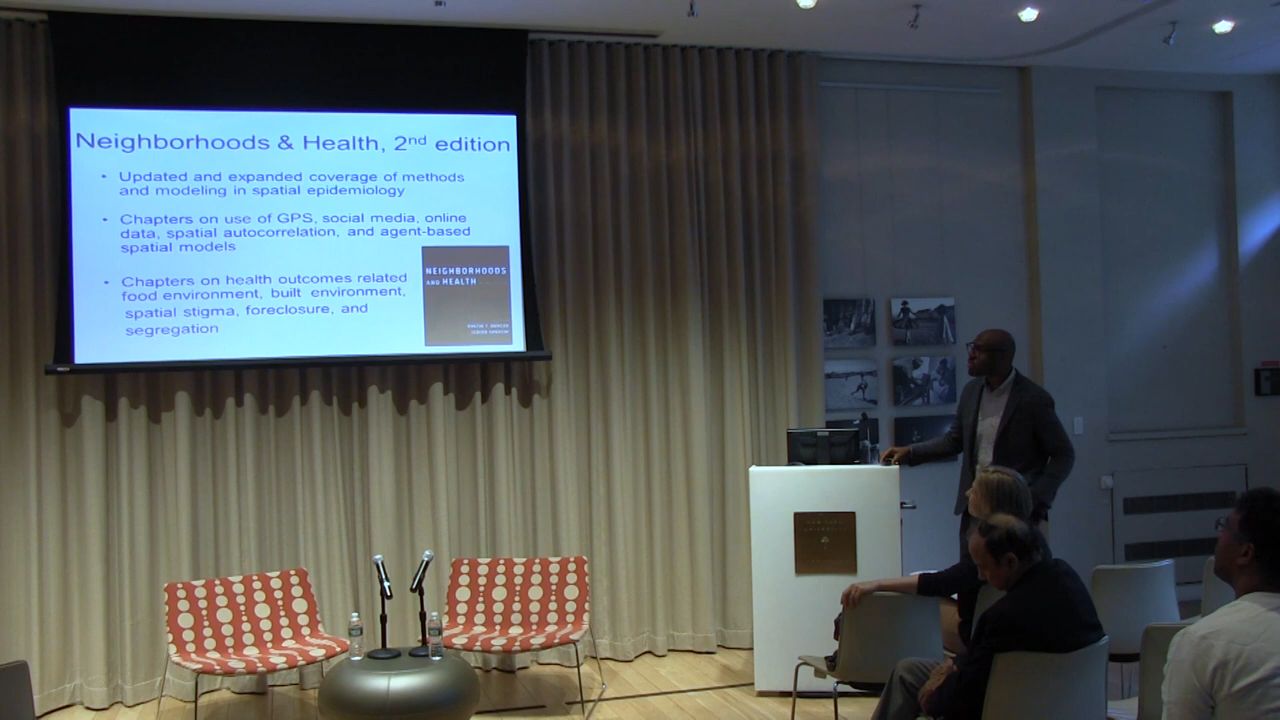 Neighborhoods & Health, 2nd edition
• Updated and expanded coverage of methods
and modeling in spatial epidemiology
• Chapters on use of GPS, social media, online
data, spatial autocorrelation, and agent-based
spatial models
• Chapters on health outcomes related
food environment, built environment,
spatial stigma, foreclosure, and
segregation
NEIGHBORHOODS
AND HEALTH